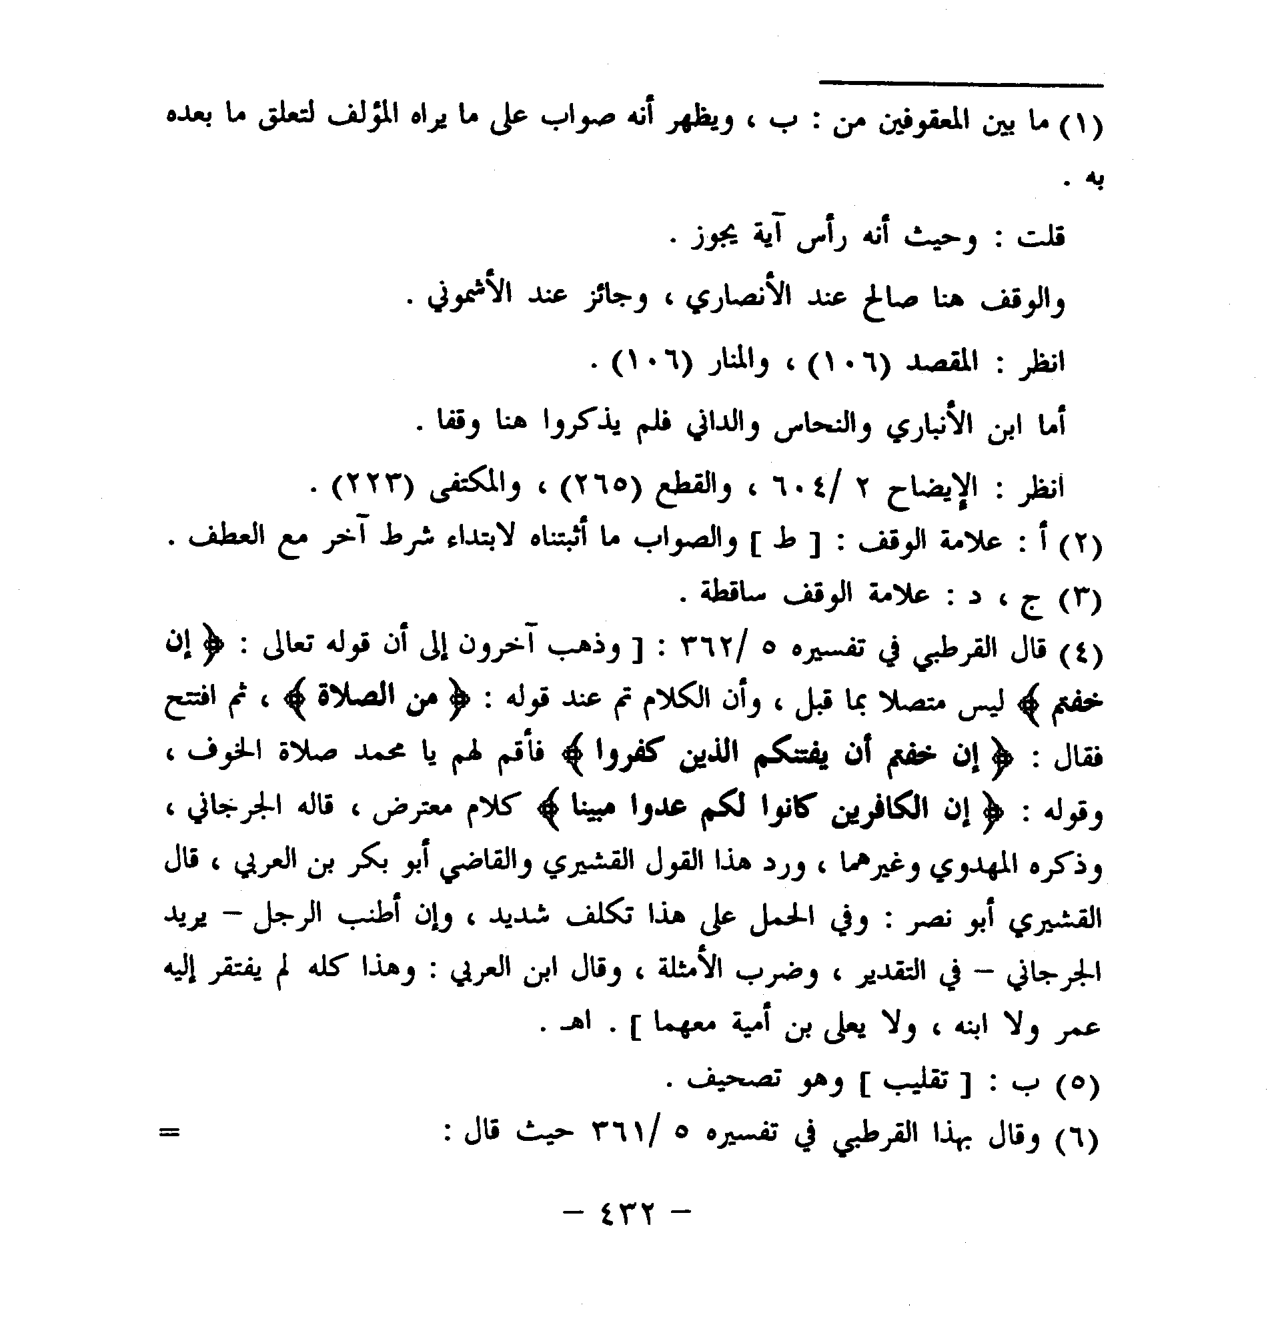 (١) ما بين المعقوفين من : ب ، ويظهر أنه صواب على ما يراه المؤلف لتعلق ما بعده
به .
قلت : وحيث أنه رأس آية يجوز .
والوقف هنا صالح عند الأنصاري ، وجائز عند الأشموني .
انظر : المقصد (١٠٦) ، والمنار (١٠٦) .
أما ابن الأنباري والنحاس والداني فلم يذكروا هنا وقفا .
انظر : الإيضاح ٢ /٦٠٤ ، والقطع (٢٦٥) ، والمكتفى (٢٢٣) .
(٢) أ : علامة الوقف : [ ط ] والصواب ما أثبتناه لابتداء شرط آخر مع العطف .
(٣) ج ، د : علامة الوقف ساقطة .
(٤) قال القرطبي في تفسيره ٥ /٣٦٢ : [ وذهب آخرون إلى أن قوله تعالى : ﴿ إن
خفتم ﴾ ليس متصلا بما قبل ، وأن الكلام تم عند قوله : ﴿ من الصلاة ﴾ ، ثم افتتح
فقال : ﴿ إن خفتم أن يفتنكم الذين كفروا ﴾ فأقم لهم يا محمد صلاة الخوف ،
وقوله : ﴿ إن الكافرين كانوا لكم عدوا مبينا ﴾ كلام معترض ، قاله الجرجاني ،
وذكره المهدوي وغيرهما ، ورد هذا القول القشيري والقاضي أبو بكر بن العربي ، قال
القشيري أبو نصر : وفي الحمل على هذا تكلف شديد ، وإن أطنب الرجل – يريد
الجرجاني – في التقدير ، وضرب الأمثلة ، وقال ابن العربي : وهذا كله لم يفتقر إليه
عمر ولا ابنه ، ولا يعلى بن أمية معهما ] . اهـ .
(٥) ب : [ تقليب ] وهو تصحيف .
(٦) وقال بهذا القرطبي في تفسيره ٥ /٣٦١ حيث قال : =
– ٤٣٢ –